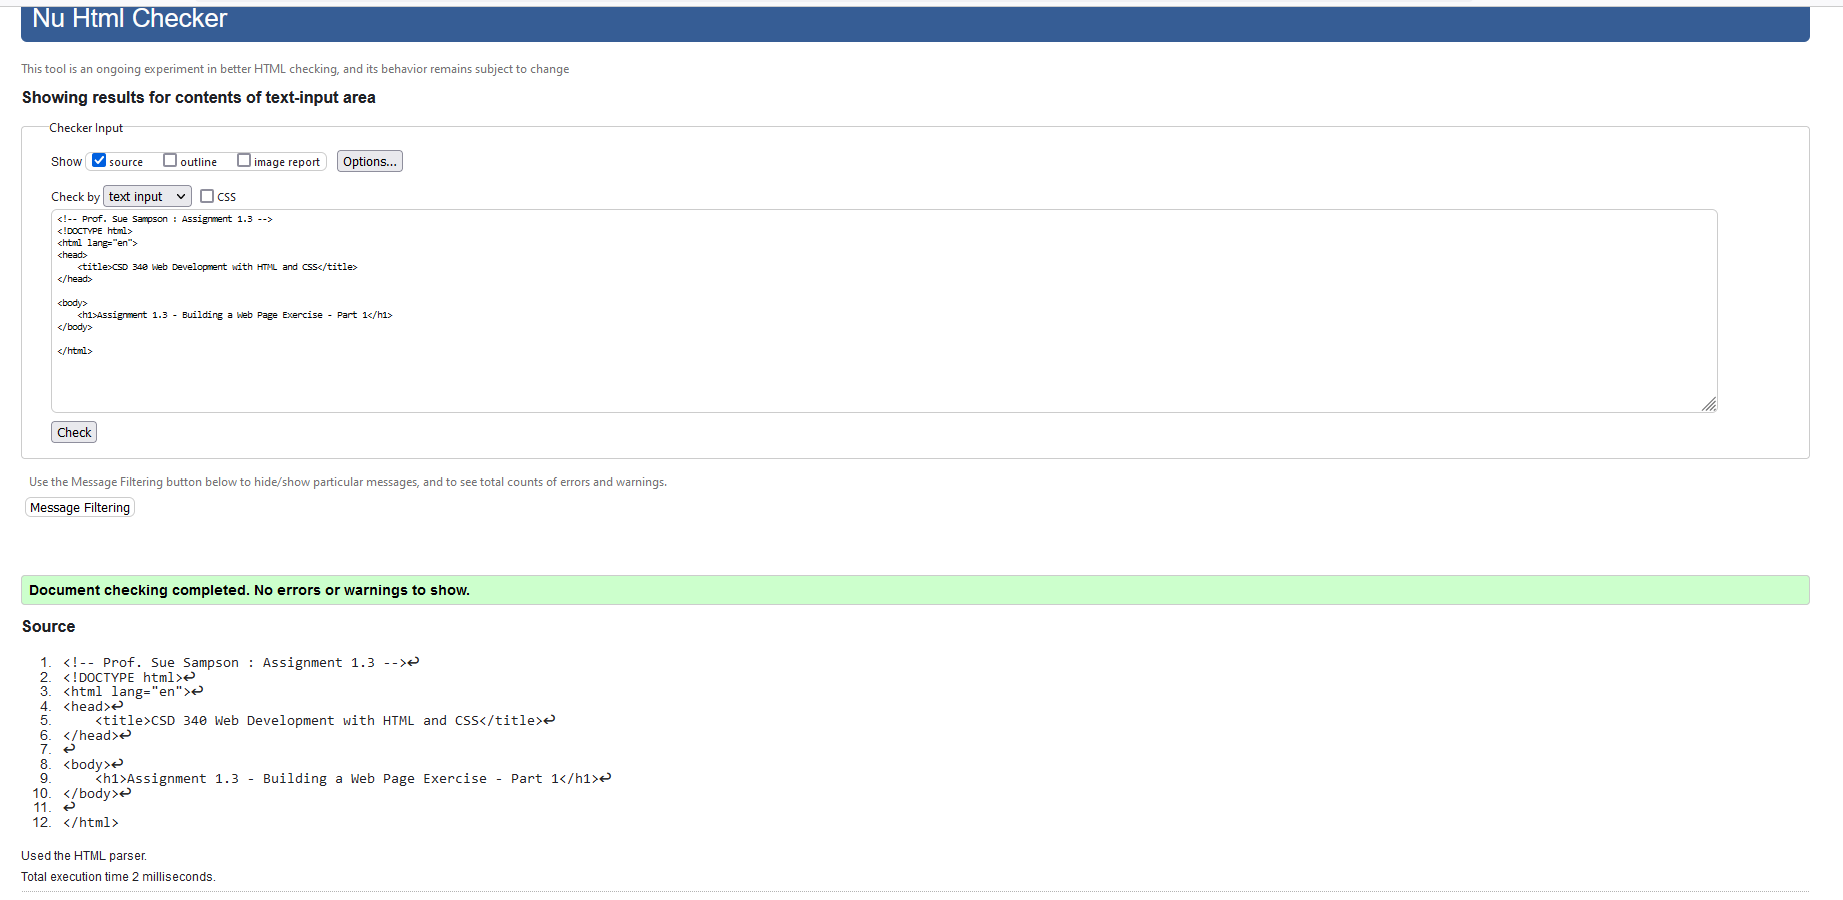 Nu Html Checker
This tool is an ongoing experiment in better HTML checking, and its behavior remains subject to change
Showing results for contents of text-input area
Checker Input
Show source outline image report Options...
Check by text input CSS
<!-- Prof. Sue Sampson : Assignment 1.3 -->
<!DOCTYPE html>
<html lang="en">
<head>
    <title>CSD 340 Web Development with HTML and CSS</title>
</head>
<body>
    <h1>Assignment 1.3 - Building a Web Page Exercise - Part 1</h1>
</body>
</html>
Check
Use the Message Filtering button below to hide/show particular messages, and to see total counts of errors and warnings.
Message Filtering
Document checking completed. No errors or warnings to show.
Source
1. <!-- Prof. Sue Sampson : Assignment 1.3 -->↩
2. <!DOCTYPE html>↩
3. <html lang="en">↩
4. <head>↩
5.     <title>CSD 340 Web Development with HTML and CSS</title>↩
6. </head>↩
7. ↩
8. <body>↩
9.     <h1>Assignment 1.3 - Building a Web Page Exercise - Part 1</h1>↩
10. </body>↩
11. ↩
12. </html>
Used the HTML parser.
Total execution time 2 milliseconds.